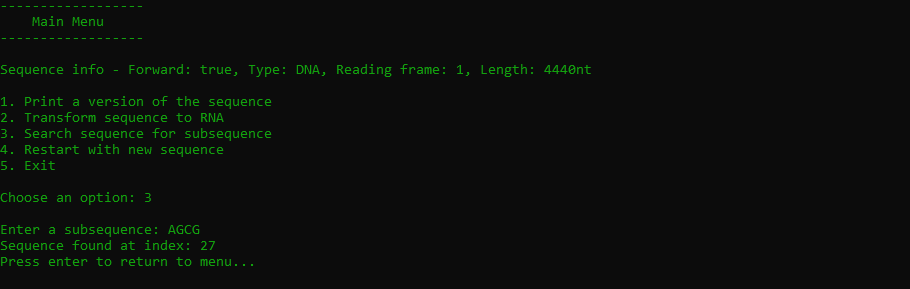 ------------------
    Main Menu
------------------
Sequence info - Forward: true, Type: DNA, Reading frame: 1, Length: 4440nt
1. Print a version of the sequence
2. Transform sequence to RNA
3. Search sequence for subsequence
4. Restart with new sequence
5. Exit
Choose an option: 3
Enter a subsequence: AGCG
Sequence found at index: 27
Press enter to return to menu...